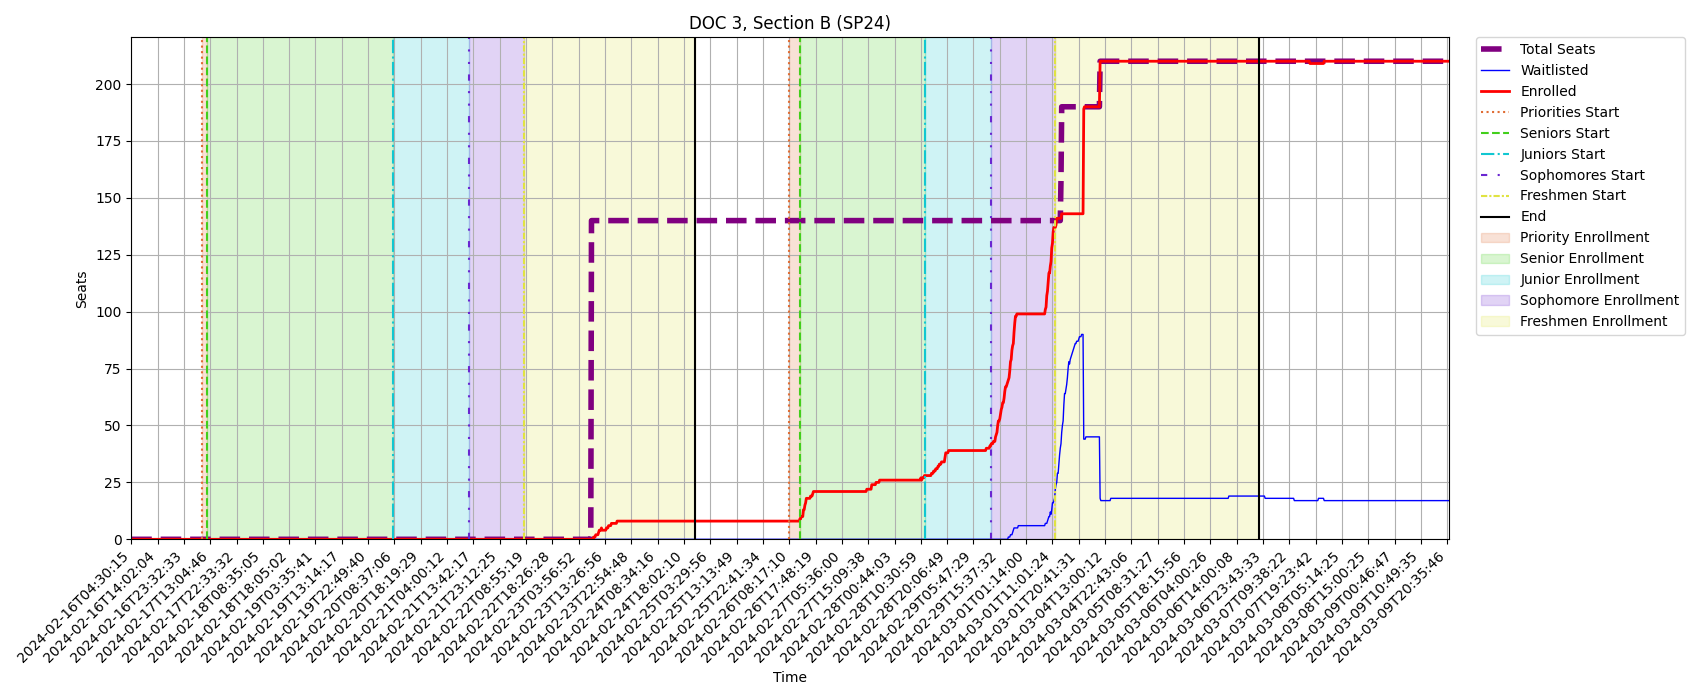 DOC 3, Section B (SP24)
Seats
200
175
150
125
100
75
50
25
0
2024-02-16T04:30:15
2024-02-16T14:02:04
2024-02-16T23:32:33
2024-02-17T13:04:46
2024-02-17T22:33:32
2024-02-18T08:35:05
2024-02-18T18:05:02
2024-02-19T03:35:41
2024-02-19T13:14:17
2024-02-19T22:49:40
2024-02-20T08:37:06
2024-02-20T18:19:29
2024-02-21T04:00:12
2024-02-21T13:42:17
2024-02-21T23:12:25
2024-02-22T08:55:19
2024-02-22T18:26:28
2024-02-23T03:56:52
2024-02-23T13:26:56
2024-02-23T22:54:48
2024-02-24T08:34:16
2024-02-24T18:02:10
2024-02-25T03:29:56
2024-02-25T13:13:49
2024-02-25T22:41:34
2024-02-26T08:17:10
2024-02-26T17:48:19
2024-02-27T05:36:00
2024-02-27T15:09:38
2024-02-28T00:44:03
2024-02-28T10:30:59
2024-02-28T20:06:49
2024-02-29T05:47:29
2024-02-29T15:37:32
2024-03-01T01:14:00
2024-03-01T11:01:24
2024-03-01T20:41:31
2024-03-04T13:00:12
2024-03-04T22:43:06
2024-03-05T08:31:27
2024-03-05T18:15:56
2024-03-06T04:00:26
2024-03-06T14:00:08
2024-03-06T23:43:33
2024-03-07T09:38:22
2024-03-07T19:23:42
2024-03-08T05:14:25
2024-03-08T15:00:25
2024-03-09T00:46:47
2024-03-09T10:49:35
2024-03-09T20:35:46
Time
Total Seats
Waitlisted
Enrolled
Priorities Start
Seniors Start
Juniors Start
Sophomores Start
Freshmen Start
End
Priority Enrollment
Senior Enrollment
Junior Enrollment
Sophomore Enrollment
Freshmen Enrollment